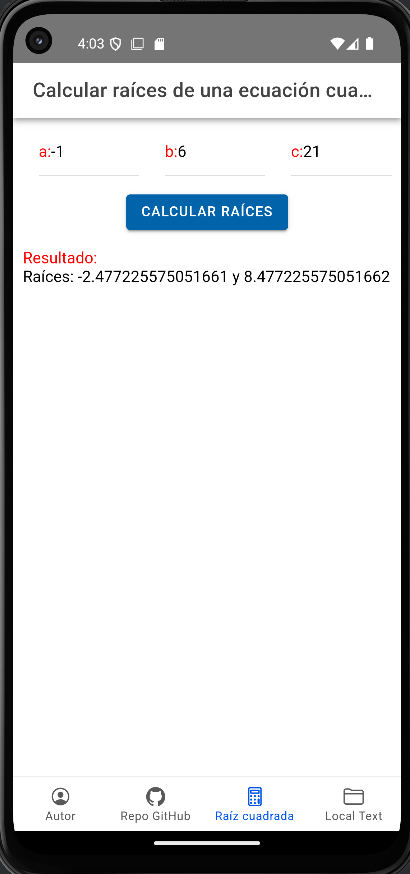 4:03
Calcular raíces de una ecuación cua...
a:-1 b:6 c:21
CALCULAR RAÍCES
Resultado:
Raíces: -2.477225575051661 y 8.477225575051662
Autor Repo GitHub Raíz cuadrada Local Text